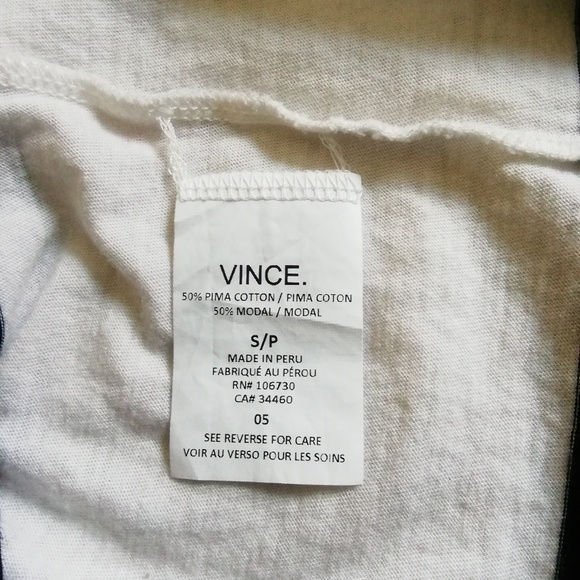 VINCE.
50% PIMA COTTON / PIMA COTON
50% MODAL / MODAL
S/P
MADE IN PERU
FABRIQUÉ AU PÉROU
RN# 106730
CA# 34460
05
SEE REVERSE FOR CARE
VOIR AU VERSO POUR LES SOINS